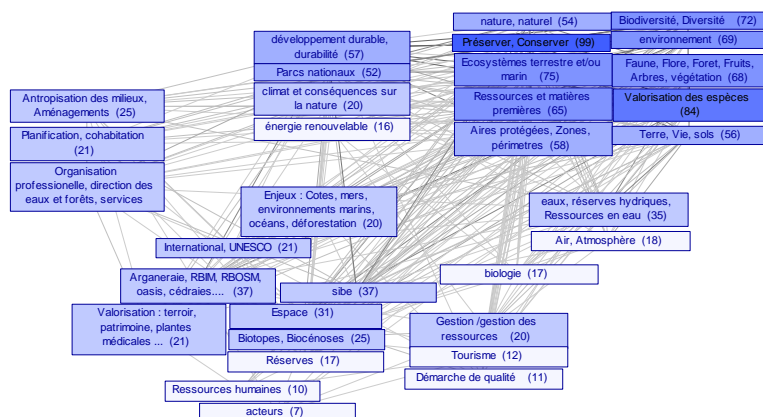 nature, naturel (54)
Biodiversité, Diversité (72)
développement durable,
durabilité (57)
Préserver, Conserver (99)
environnement (69)
Parcs nationaux (52)
Ecosystèmes terrestre et/ou
marin (75)
Faune, Flore, Foret, Fruits,
Arbres, végétation (68)
climat et conséquences sur
la nature (20)
Ressources et matières
premières (65)
Valorisation des espèces
(84)
Antropisation des milieux,
Aménagements (25)
énergie renouvelable (16)
Aires protégées, Zones,
périmetres (58)
Terre, Vie, sols (56)
Planification, cohabitation
(21)
Organisation
professionelle, direction des
eaux et forêts, services
Enjeux : Cotes, mers,
environnements marins,
océans, déforestation (20)
eaux, réserves hydriques,
Ressources en eau (35)
International, UNESCO (21)
Air, Atmosphère (18)
Arganeraie, RBIM, RBOSM,
oasis, cédraies.... (37)
biologie (17)
sibe (37)
Valorisation : terroir,
patrimoine, plantes
médicales ... (21)
Espace (31)
Biotopes, Biocénoses (25)
Réserves (17)
Gestion /gestion des
ressources (20)
Tourisme (12)
Démarche de qualité (11)
Ressources humaines (10)
acteurs (7)